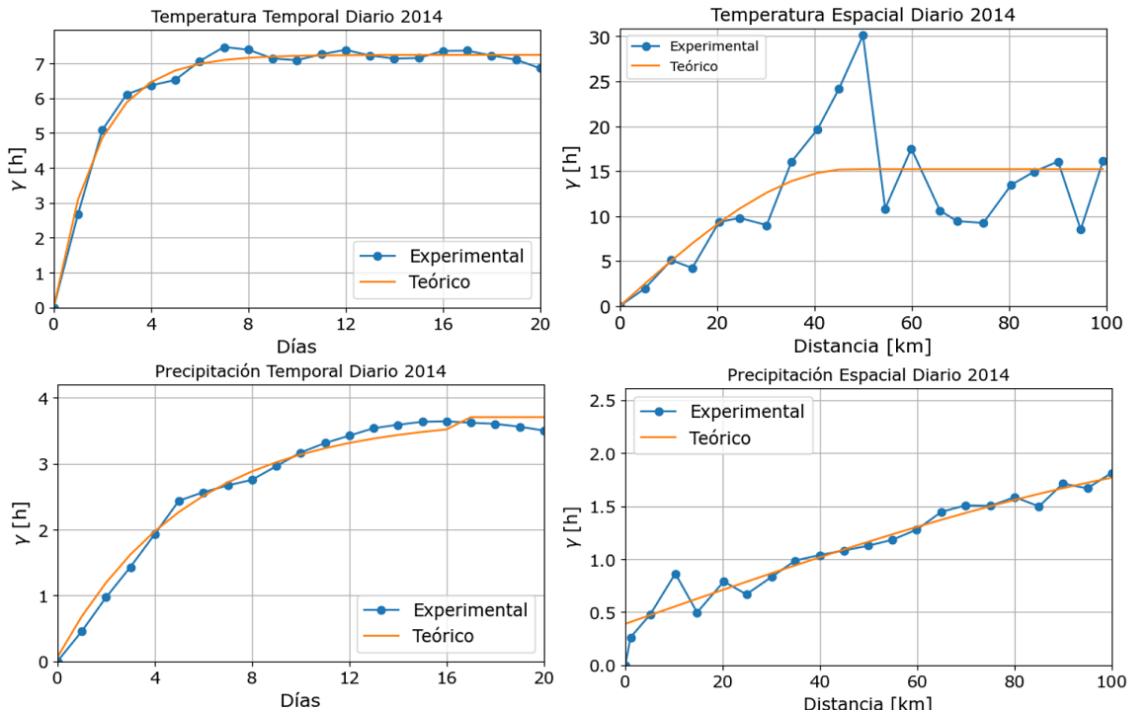 Temperatura Temporal Diario 2014
7
6
5
4
3
2
1
0
γ [h]
Experimental
Teórico
0 4 8 12 16 20
Días
Temperatura Espacial Diario 2014
30
25
20
15
10
5
0
γ [h]
Experimental
Teórico
0 20 40 60 80 100
Distancia [km]
Precipitación Temporal Diario 2014
4
3
2
1
0
γ [h]
Experimental
Teórico
0 4 8 12 16 20
Días
Precipitación Espacial Diario 2014
2.5
2.0
1.5
1.0
0.5
0.0
γ [h]
Experimental
Teórico
0 20 40 60 80 100
Distancia [km]